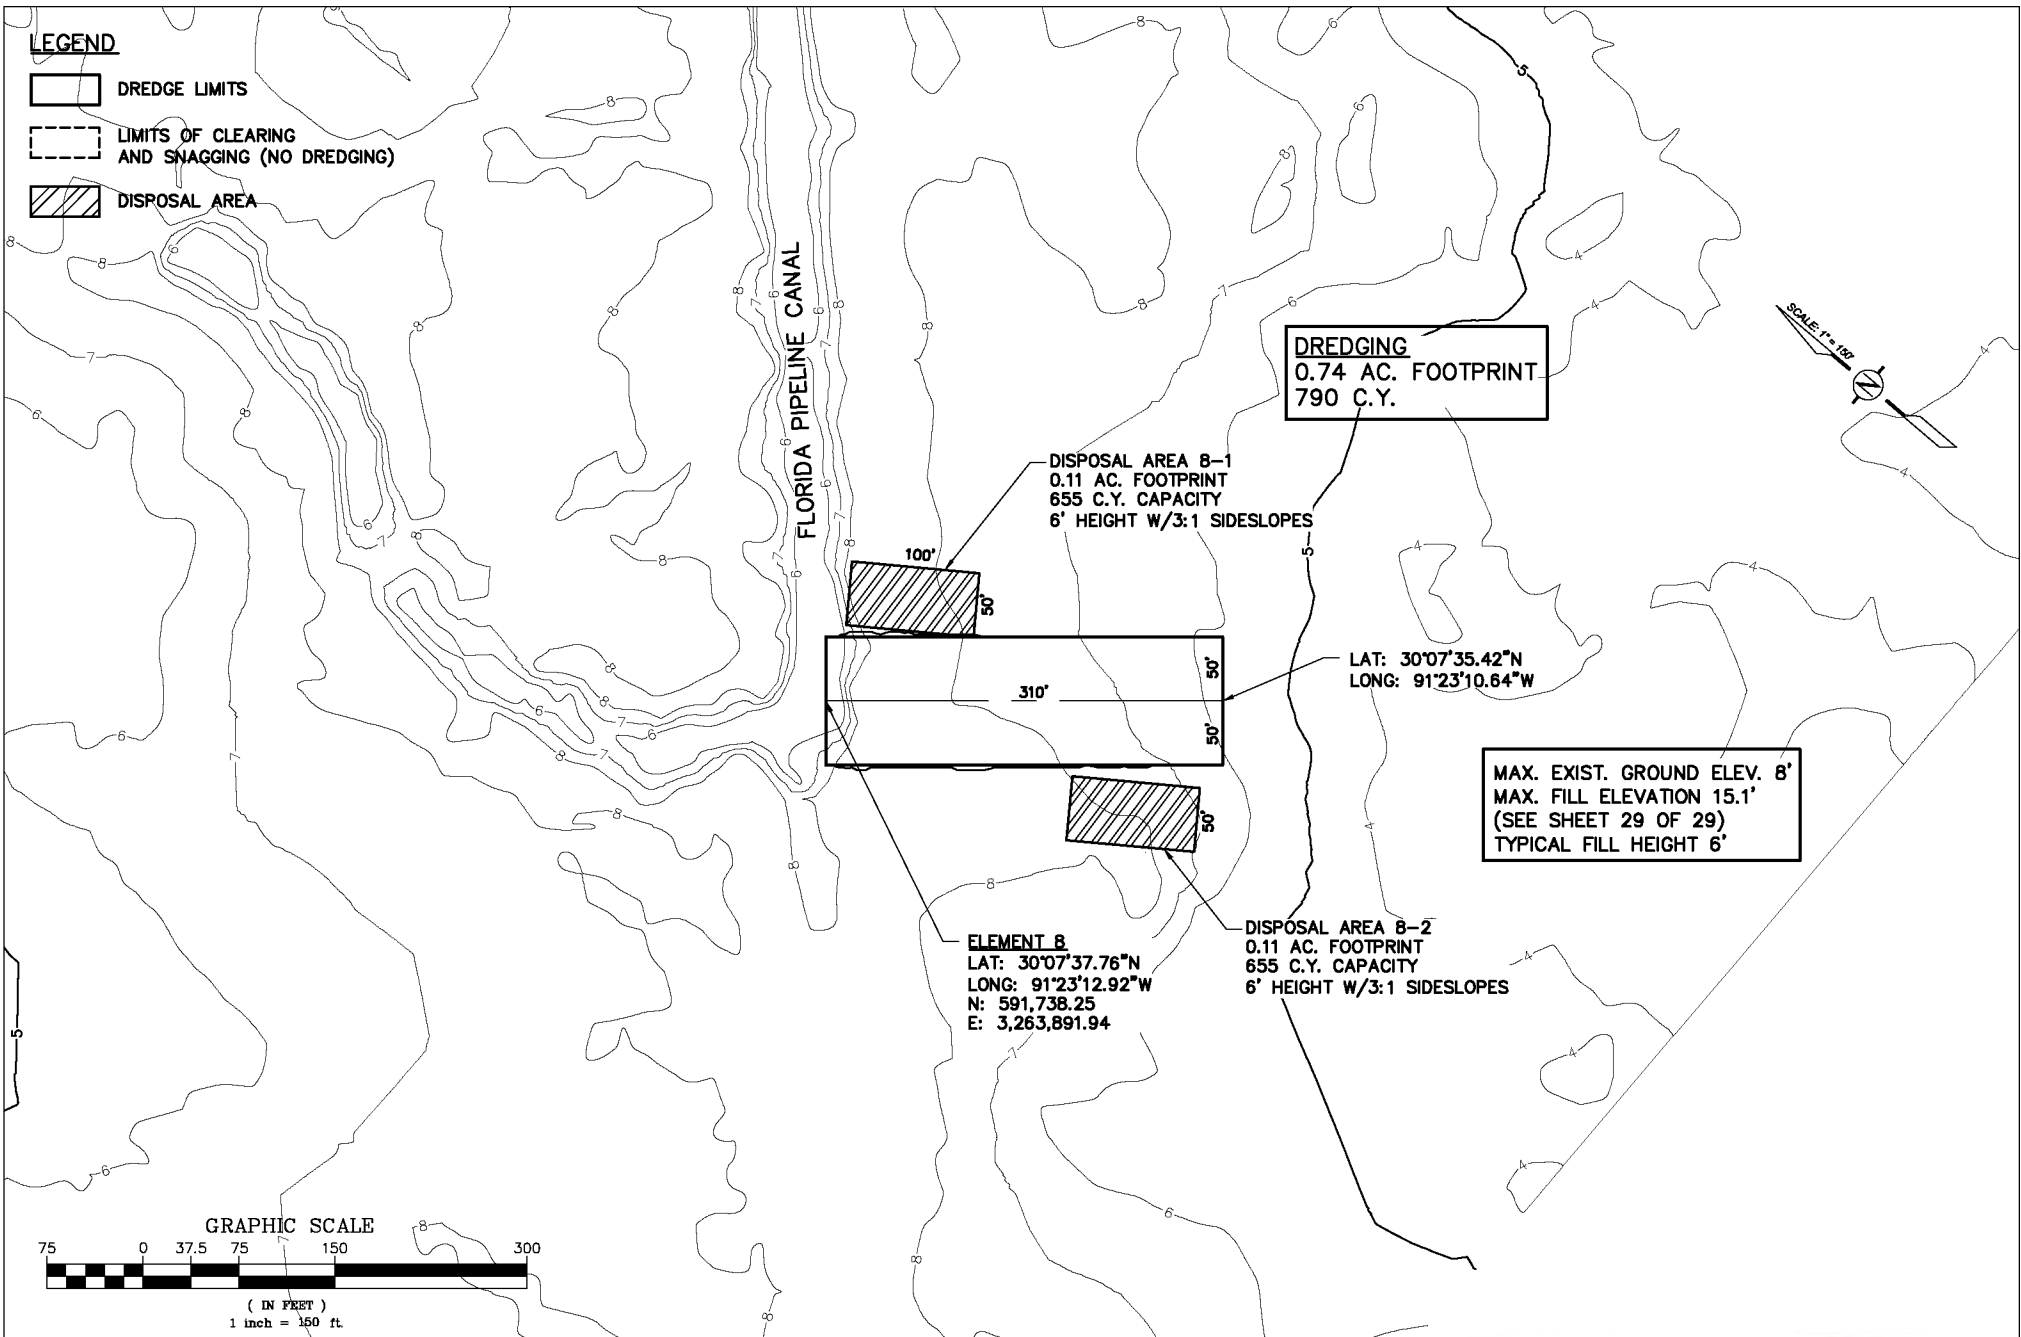 LEGEND
DREDGE LIMITS
LIMITS OF CLEARING
AND SNAGGING (NO DREDGING)
DISPOSAL AREA
FLORIDA PIPELINE CANAL
SCALE: 1" = 150'
N
DREDGING
0.74 AC. FOOTPRINT
790 C.Y.
DISPOSAL AREA 8-1
0.11 AC. FOOTPRINT
655 C.Y. CAPACITY
6' HEIGHT W/3:1 SIDESLOPES
100'
50'
310'
50'
50'
LAT: 30°07'35.42"N
LONG: 91°23'10.64"W
MAX. EXIST. GROUND ELEV. 8'
MAX. FILL ELEVATION 15.1'
(SEE SHEET 29 OF 29)
TYPICAL FILL HEIGHT 6'
50'
DISPOSAL AREA 8-2
0.11 AC. FOOTPRINT
655 C.Y. CAPACITY
6' HEIGHT W/3:1 SIDESLOPES
ELEMENT 8
LAT: 30°07'37.76"N
LONG: 91°23'12.92"W
N: 591,738.25
E: 3,263,891.94
GRAPHIC SCALE
75 0 37.5 75 150 300
( IN FEET )
1 inch = 150 ft.